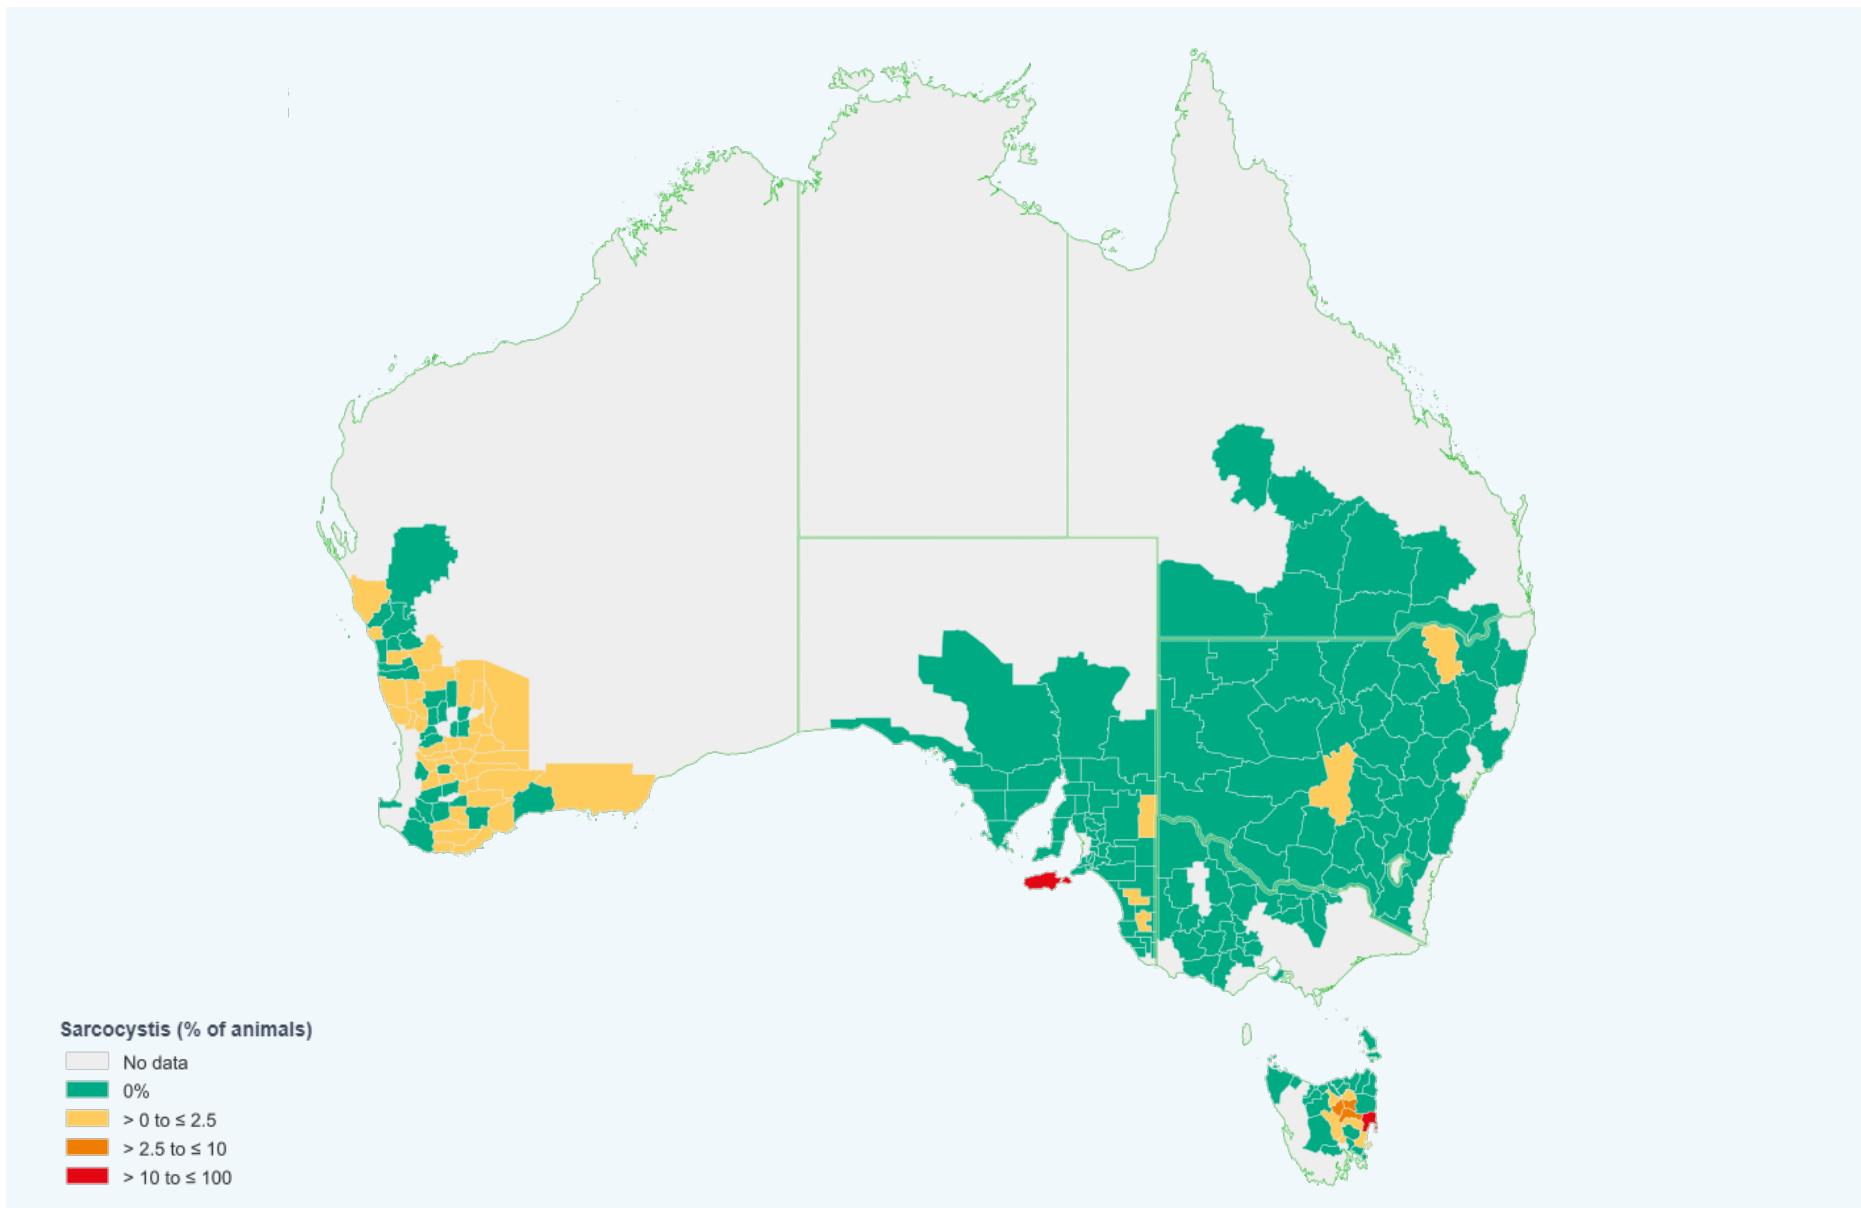 Sarcocystis (% of animals)
No data
0%
> 0 to ≤ 2.5
> 2.5 to ≤ 10
> 10 to ≤ 100